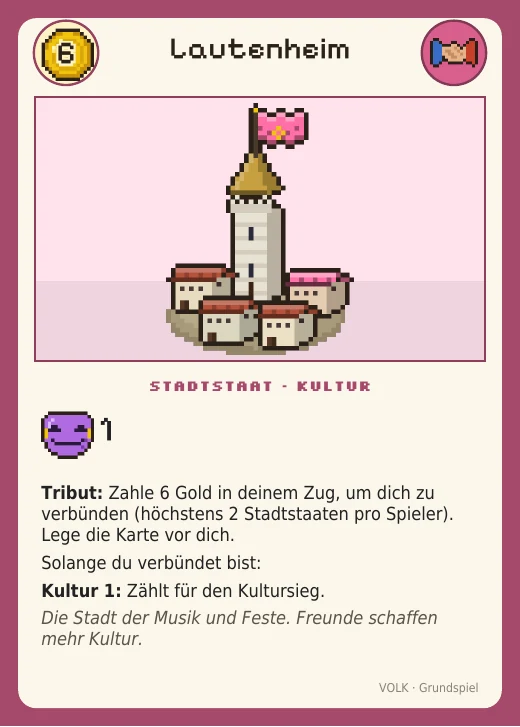 6
Lautenheim
STADTSTAAT - KULTUR
1
Tribut: Zahle 6 Gold in deinem Zug, um dich zu
verbünden (höchstens 2 Stadtstaaten pro Spieler).
Lege die Karte vor dich.
Solange du verbündet bist:
Kultur 1: Zählt für den Kultursieg.
Die Stadt der Musik und Feste. Freunde schaffen
mehr Kultur.
VOLK · Grundspiel